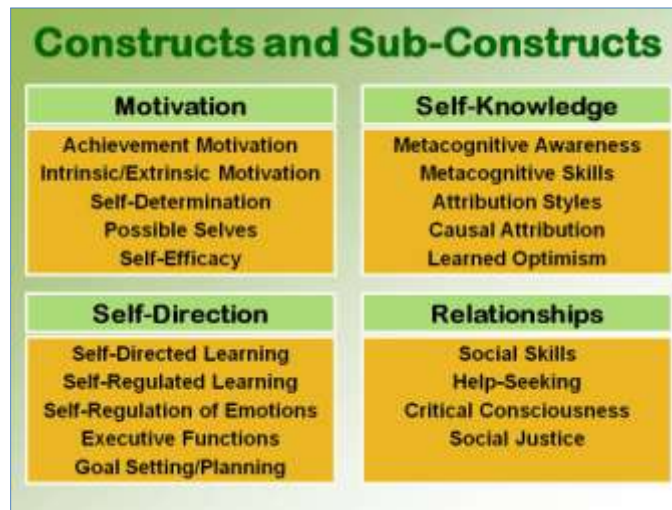 Constructs and Sub-Constructs
Motivation
Achievement Motivation
Intrinsic/Extrinsic Motivation
Self-Determination
Possible Selves
Self-Efficacy
Self-Knowledge
Metacognitive Awareness
Metacognitive Skills
Attribution Styles
Causal Attribution
Learned Optimism
Self-Direction
Self-Directed Learning
Self-Regulated Learning
Self-Regulation of Emotions
Executive Functions
Goal Setting/Planning
Relationships
Social Skills
Help-Seeking
Critical Consciousness
Social Justice